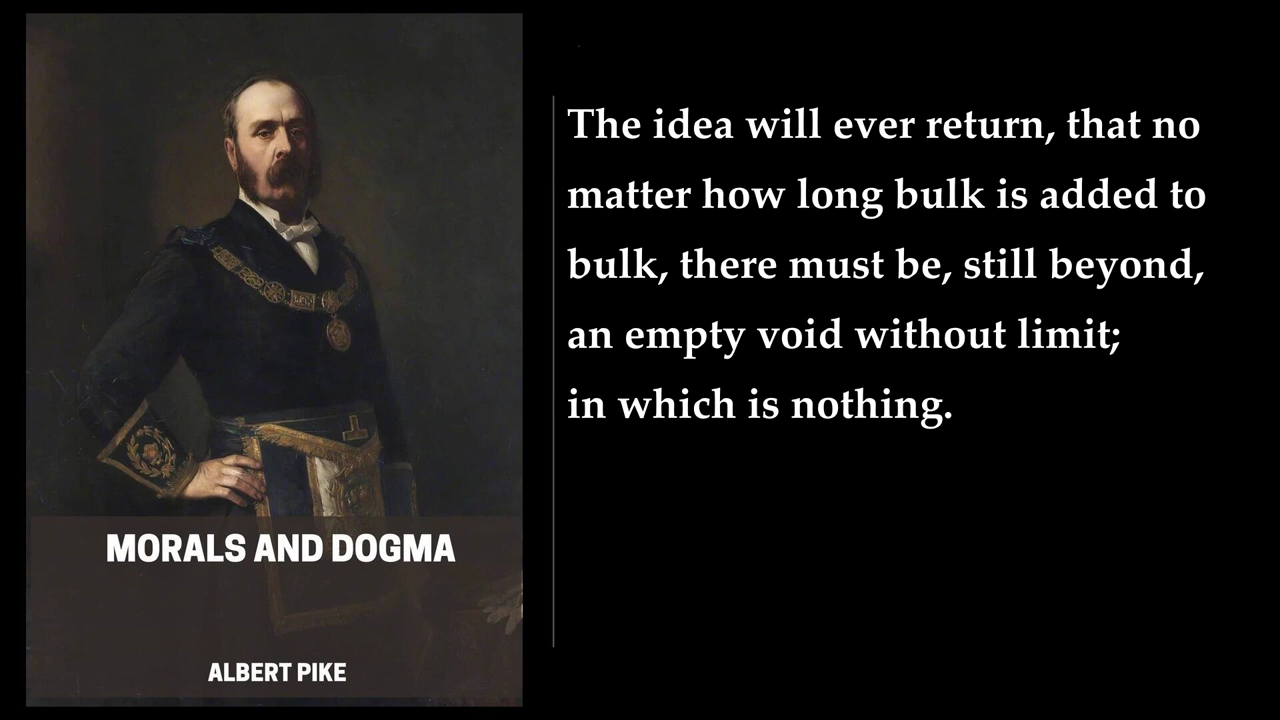 MORALS AND DOGMA
ALBERT PIKE
The idea will ever return, that no
matter how long bulk is added to
bulk, there must be, still beyond,
an empty void without limit;
in which is nothing.